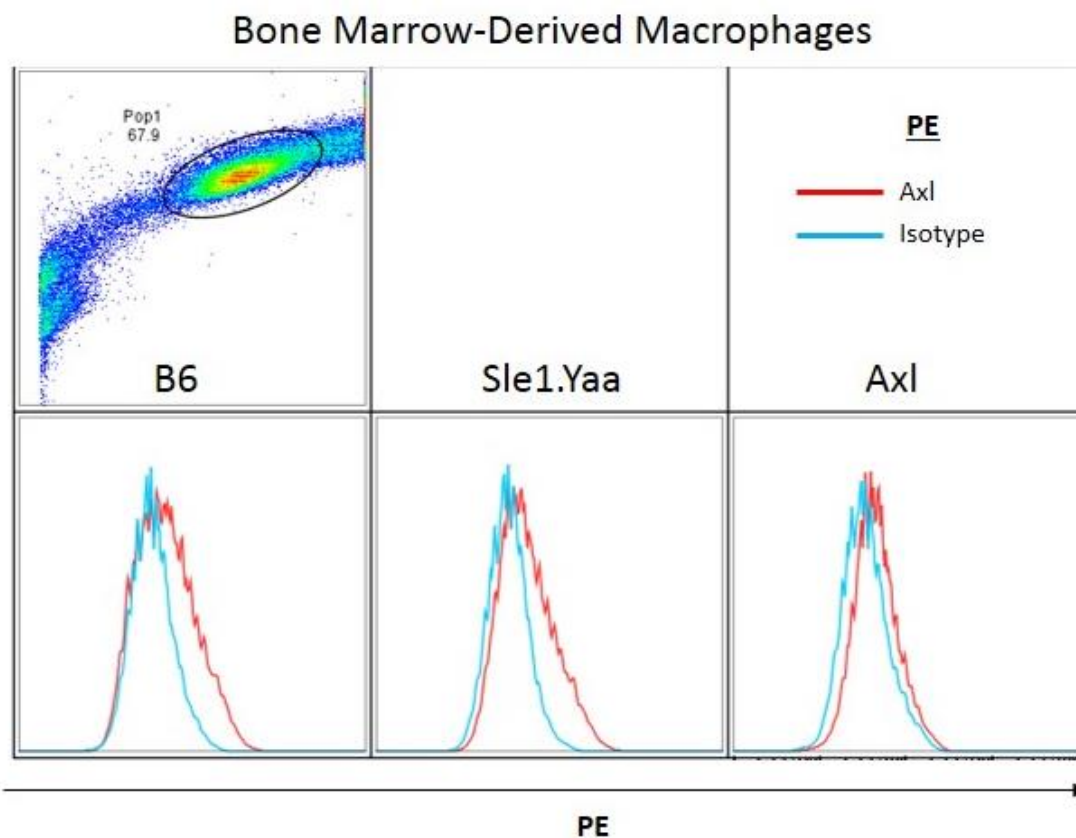 Bone Marrow-Derived Macrophages
Pop1
67.9
PE
Axl
Isotype
B6
Sle1.Yaa
Axl
PE